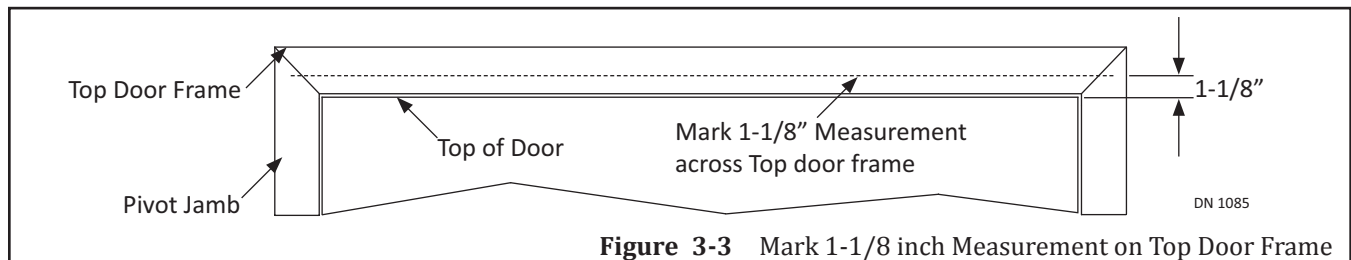 Top Door Frame
1-1/8”
Top of Door
Mark 1-1/8” Measurement
across Top door frame
Pivot Jamb
DN 1085
Figure 3-3 Mark 1-1/8 inch Measurement on Top Door Frame